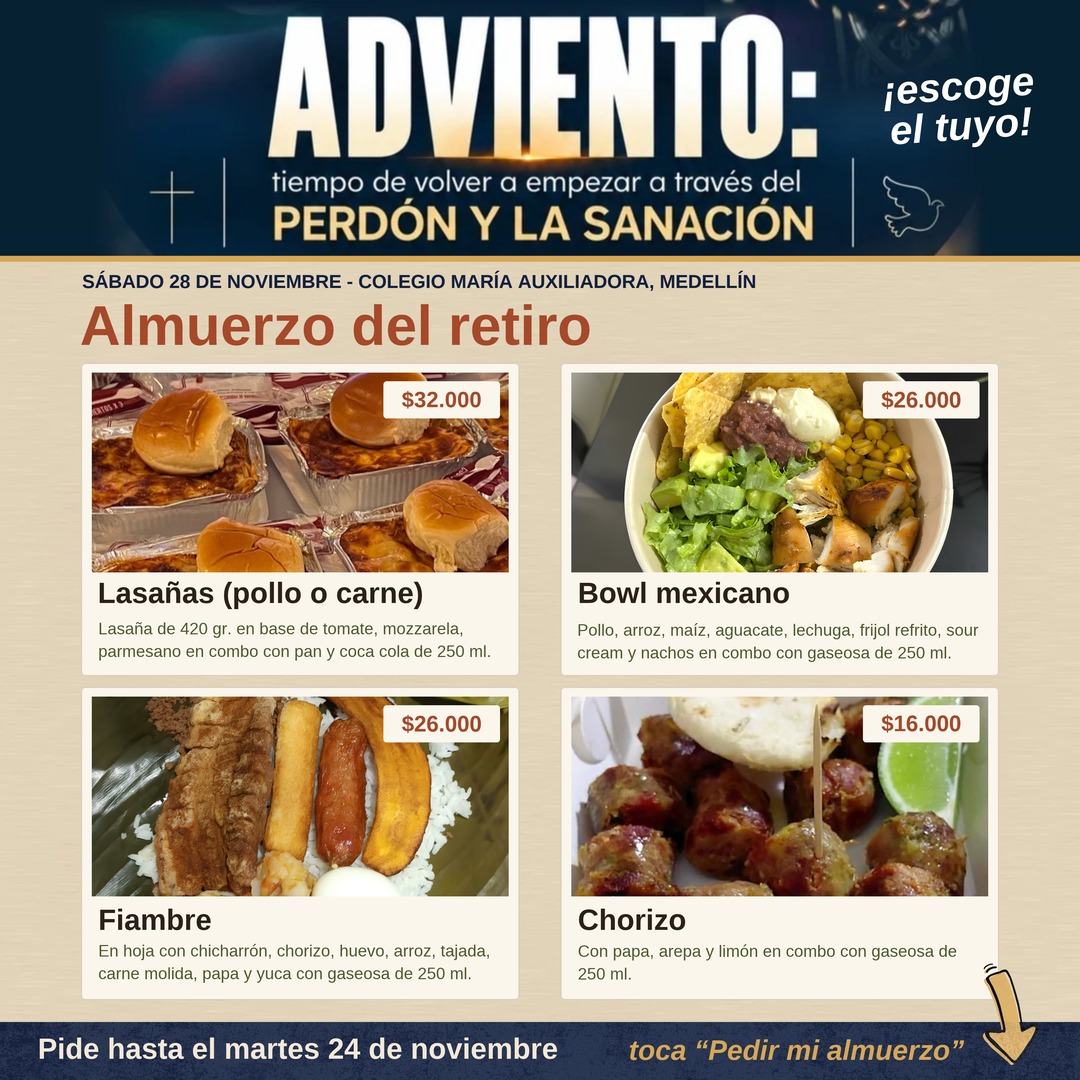 ADVIENTO:
tiempo de volver a empezar a través del
PERDÓN Y LA SANACIÓN
¡escoge
el tuyo!
SÁBADO 28 DE NOVIEMBRE - COLEGIO MARÍA AUXILIADORA, MEDELLÍN
Almuerzo del retiro
$32.000
Lasañas (pollo o carne)
Lasaña de 420 gr. en base de tomate, mozzarela,
parmesano en combo con pan y coca cola de 250 ml.
$26.000
Bowl mexicano
Pollo, arroz, maíz, aguacate, lechuga, frijol refrito, sour
cream y nachos en combo con gaseosa de 250 ml.
$26.000
Fiambre
En hoja con chicharrón, chorizo, huevo, arroz, tajada,
carne molida, papa y yuca con gaseosa de 250 ml.
$16.000
Chorizo
Con papa, arepa y limón en combo con gaseosa de
250 ml.
Pide hasta el martes 24 de noviembre
toca “Pedir mi almuerzo”